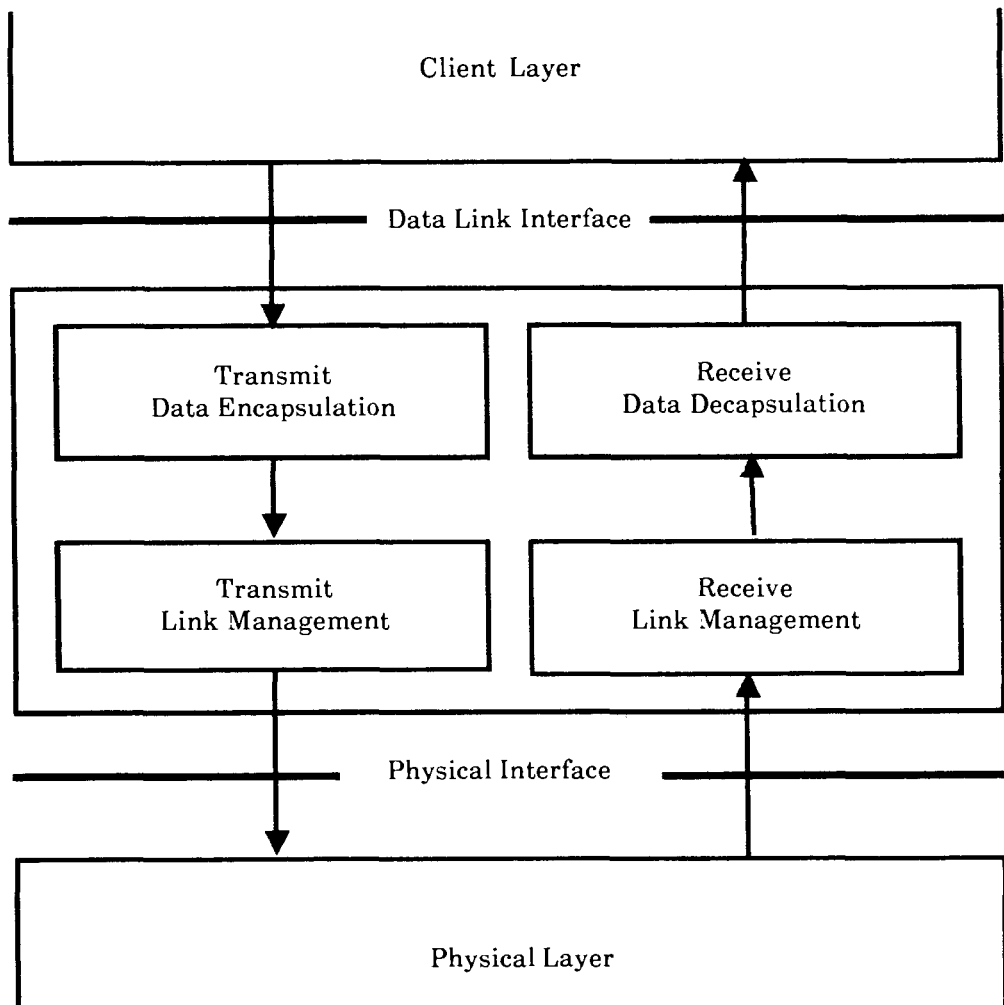 Client Layer
Data Link Interface
Transmit
Data Encapsulation
Receive
Data Decapsulation
Transmit
Link Management
Receive
Link Management
Physical Interface
Physical Layer